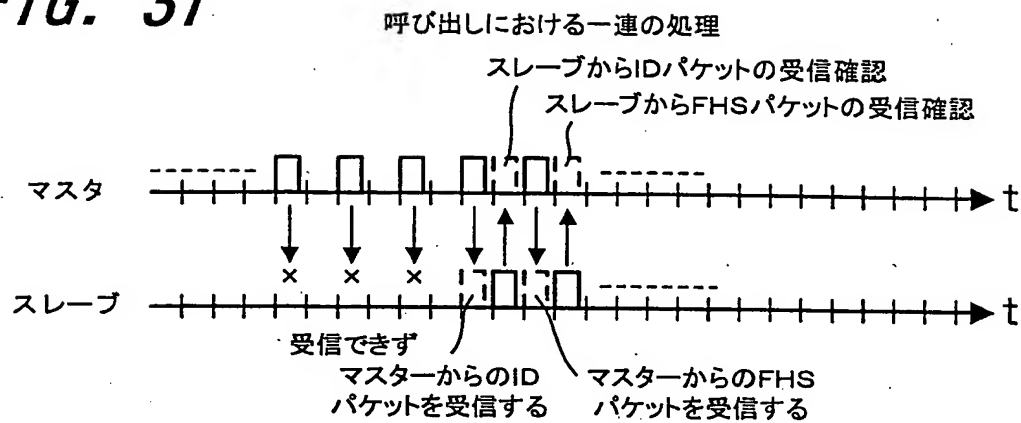 FIG. 31
呼び出しにおける一連の処理
スレーブからIDパケットの受信確認
スレーブからFHSパケットの受信確認
マスタ
t
× × ×
スレーブ
t
受信できず
マスターからのID
パケットを受信する
マスターからのFHS
パケットを受信する